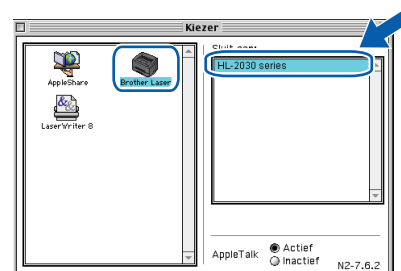 Kiezer
AppleShare
Brother Laser
LaserWriter 8
HL-2030 series
AppleTalk
Actief
Inactief
N2-7.6.2